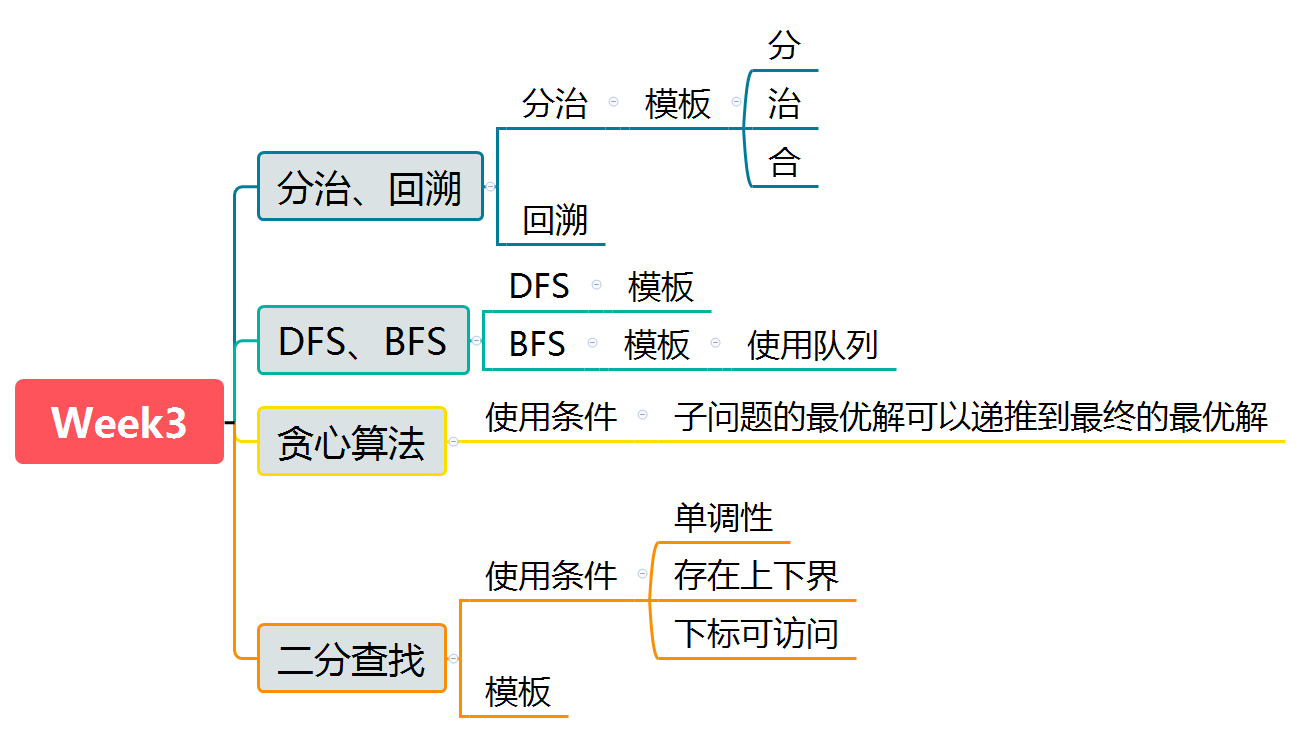 Week3
分治、回溯
分治
模板
分
治
合
回溯
DFS、BFS
DFS
模板
BFS
模板
使用队列
贪心算法
使用条件
子问题的最优解可以递推到最终的最优解
二分查找
使用条件
单调性
存在上下界
下标可访问
模板